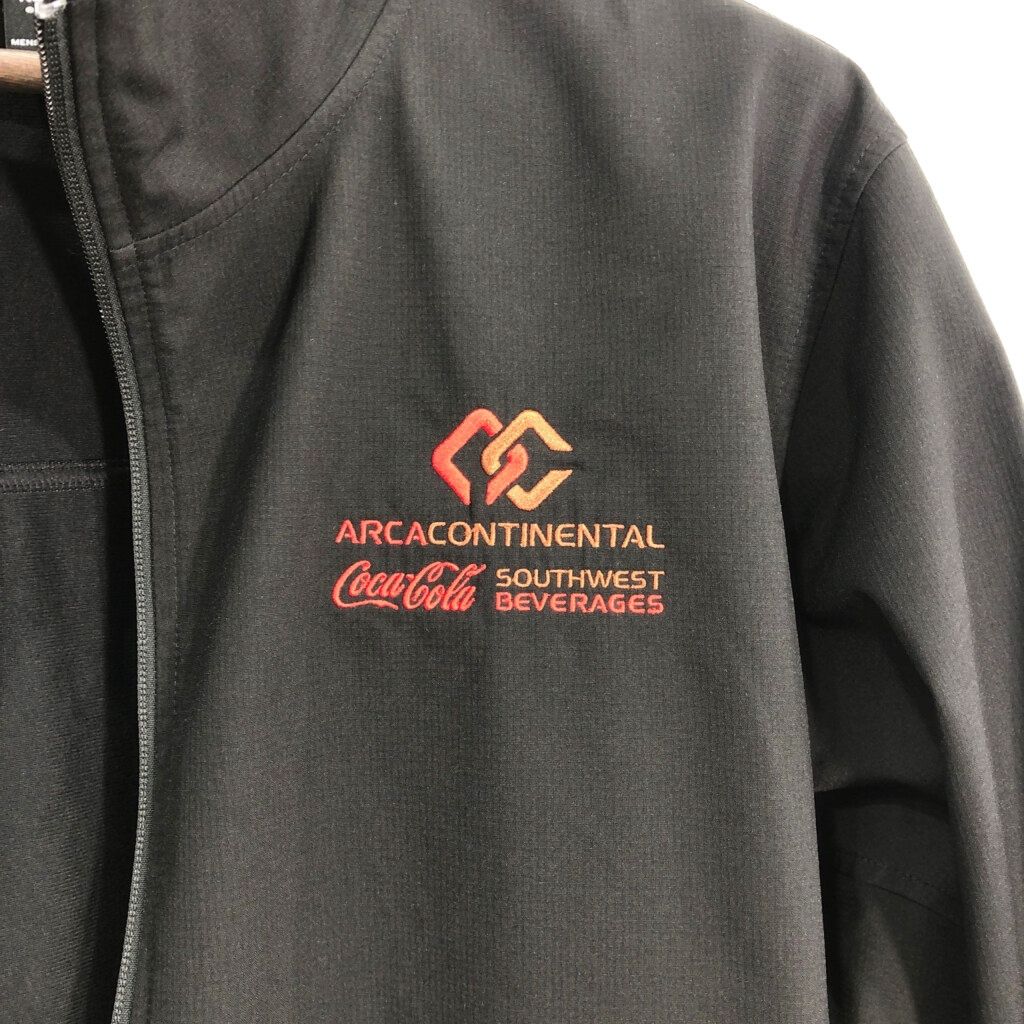 ARCACONTINENTAL
Coca-Cola SOUTHWEST
BEVERAGES